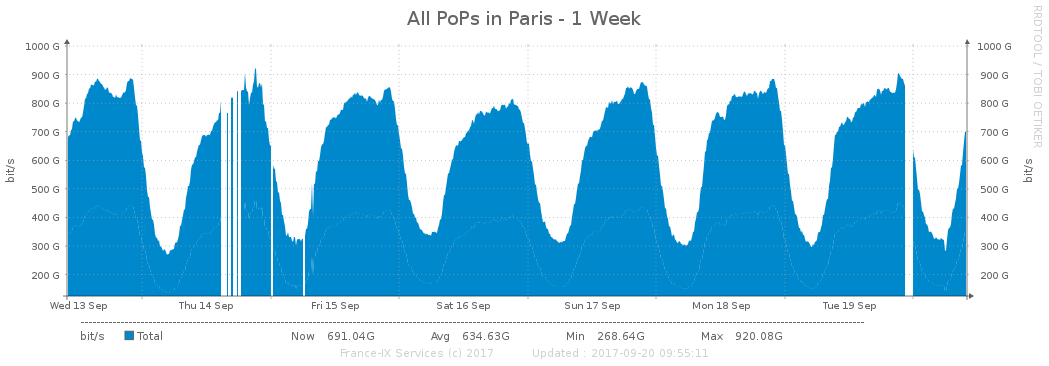 All PoPs in Paris - 1 Week
RRDTOOL / TOBI OETIKER
1000 G 1000 G
900 G 900 G
800 G 800 G
700 G 700 G
600 G 600 G
500 G 500 G
400 G 400 G
300 G 300 G
200 G 200 G
bit/s bit/s
Wed 13 Sep Thu 14 Sep Fri 15 Sep Sat 16 Sep Sun 17 Sep Mon 18 Sep Tue 19 Sep
bit/s Total Now 691.04G Avg 634.63G Min 268.64G Max 920.08G
France-IX Services (c) 2017 Updated : 2017-09-20 09:55:11